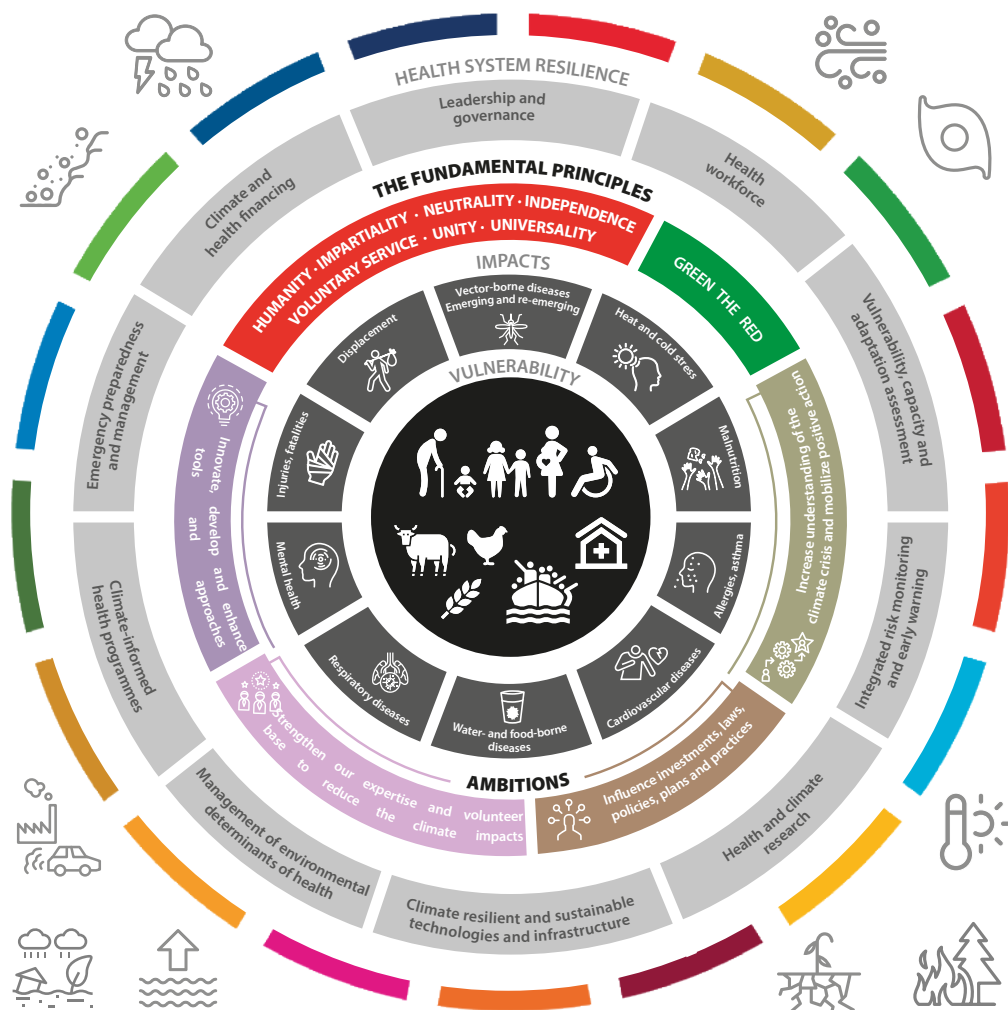 HEALTH SYSTEM RESILIENCE
Leadership and
governance
Health
workforce
Vulnerability, capacity and
adaptation assessment
Integrated risk monitoring
and early warning
Health and climate
research
Climate resilient and sustainable
technologies and infrastructure
Management of environmental
determinants of health
Climate-informed
health programmes
Emergency preparedness
and management
Climate and
health financing
THE FUNDAMENTAL PRINCIPLES
HUMANITY · IMPARTIALITY · NEUTRALITY · INDEPENDENCE
VOLUNTARY SERVICE · UNITY · UNIVERSALITY
GREEN THE RED
Increase understanding of the
climate crisis and mobilize positive action
Influence investments, laws,
policies, plans and practices
Strengthen our expertise and volunteer
base to reduce the climate impacts
Innovate, develop and enhance
tools and approaches
AMBITIONS
IMPACTS
Vector-borne diseases
Emerging and re-emerging
Heat and cold stress
Malnutrition
Allergies, asthma
Cardiovascular diseases
Water- and food-borne
diseases
Respiratory diseases
Mental health
Injuries, fatalities
Displacement
VULNERABILITY